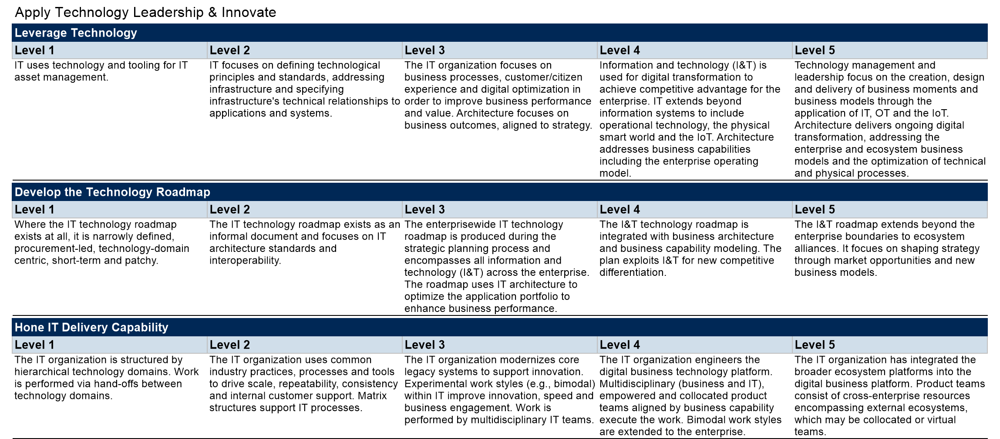 Apply Technology Leadership & Innovate
Leverage Technology
Level 1
Level 2
Level 3
Level 4
Level 5
IT uses technology and tooling for IT
asset management.
IT focuses on defining technological
principles and standards, addressing
infrastructure and specifying
infrastructure's technical relationships to
applications and systems.
The IT organization focuses on
business processes, customer/citizen
experience and digital optimization in
order to improve business performance
and value. Architecture focuses on
business outcomes, aligned to strategy.
Information and technology (I&T) is
used for digital transformation to
achieve competitive advantage for the
enterprise. IT extends beyond
information systems to include
operational technology, the physical
smart world and the IoT. Architecture
addresses business capabilities
including the enterprise operating
model.
Technology management and
leadership focus on the creation, design
and delivery of business moments and
business models through the
application of IT, OT and the IoT.
Architecture delivers ongoing digital
transformation, addressing the
enterprise and ecosystem business
models and the optimization of technical
and physical processes.
Develop the Technology Roadmap
Level 1
Level 2
Level 3
Level 4
Level 5
Where the IT technology roadmap
exists at all, it is narrowly defined,
procurement-led, technology-domain
centric, short-term and patchy.
The IT technology roadmap exists as an
informal document and focuses on IT
architecture standards and
interoperability.
The enterprisewide IT technology
roadmap is produced during the
strategic planning process and
encompasses all information and
technology (I&T) across the enterprise.
The roadmap uses IT architecture to
optimize the application portfolio to
enhance business performance.
The I&T technology roadmap is
integrated with business architecture
and business capability modeling. The
plan exploits I&T for new competitive
differentiation.
The I&T roadmap extends beyond the
enterprise boundaries to ecosystem
alliances. It focues on shaping strategy
through market opportunities and new
business models.
Hone IT Delivery Capability
Level 1
Level 2
Level 3
Level 4
Level 5
The IT organization is structured by
hierarchical technology domains. Work
is performed via hand-offs between
technology domains.
The IT organization uses common
industry practices, processes and tools
to drive scale, repeatability, consistency
and internal customer support. Matrix
structures support IT processes.
The IT organization modernizes core
legacy systems to support innovation.
Experimental work styles (e.g., bimodal)
within IT improve innovation, speed and
business engagement. Work is
performed by multidisciplinary IT teams.
The IT organization engineers the
digital business technology platform.
Multidisciplinary (business and IT),
empowered and collocated product
teams aligned by business capability
execute the work. Bimodal work styles
are extended to the enterprise.
The IT organization has integrated the
broader ecosystem platforms into the
digital business platform. Product teams
consist of cross-enterprise resources
encompassing external ecosystems,
which may be collocated or virtual
teams.